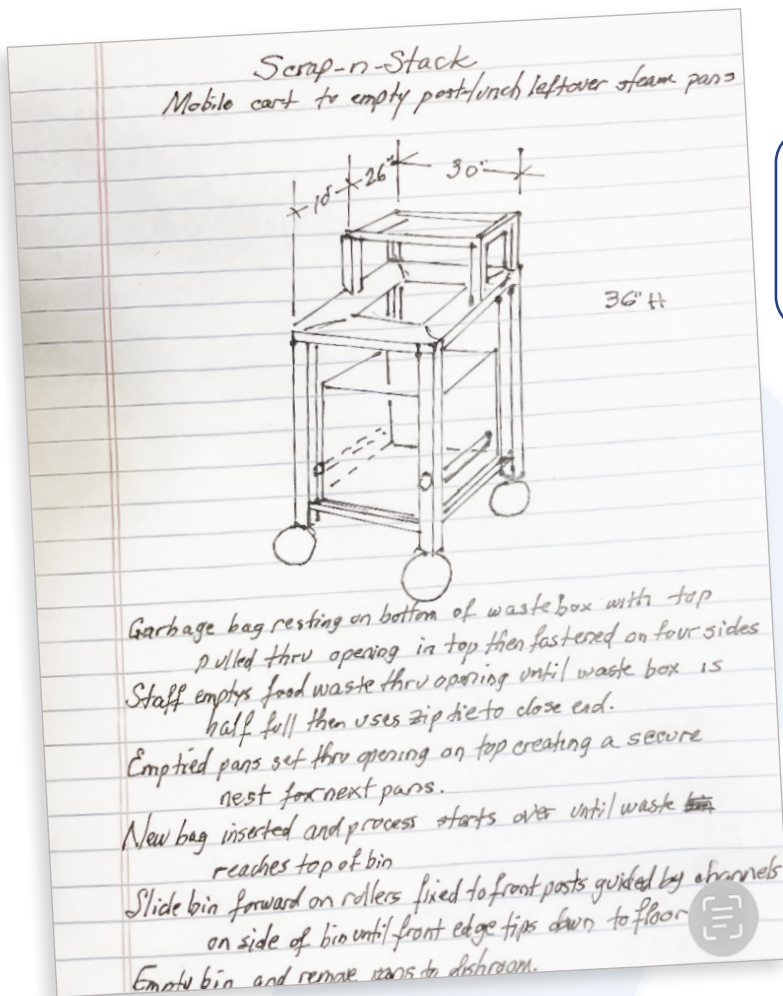 Scrap-n-Stack
Mobile cart to empty post-lunch leftover steam pans
10" 26" 30"
36" H
Garbage bag resting on bottom of waste box with top
pulled thru opening in top then fastened on four sides
Staff emptys food waste thru opening until waste box is
half full then uses zip tie to close end.
Emptied pans set thru opening on top creating a secure
nest for next pans.
New bag inserted and process starts over until waste
reaches top of bin
Slide bin forward on rollers fixed to front posts guided by channels
on side of bin until front edge tips down to floor
Empty bin and remove pans to dishroom.